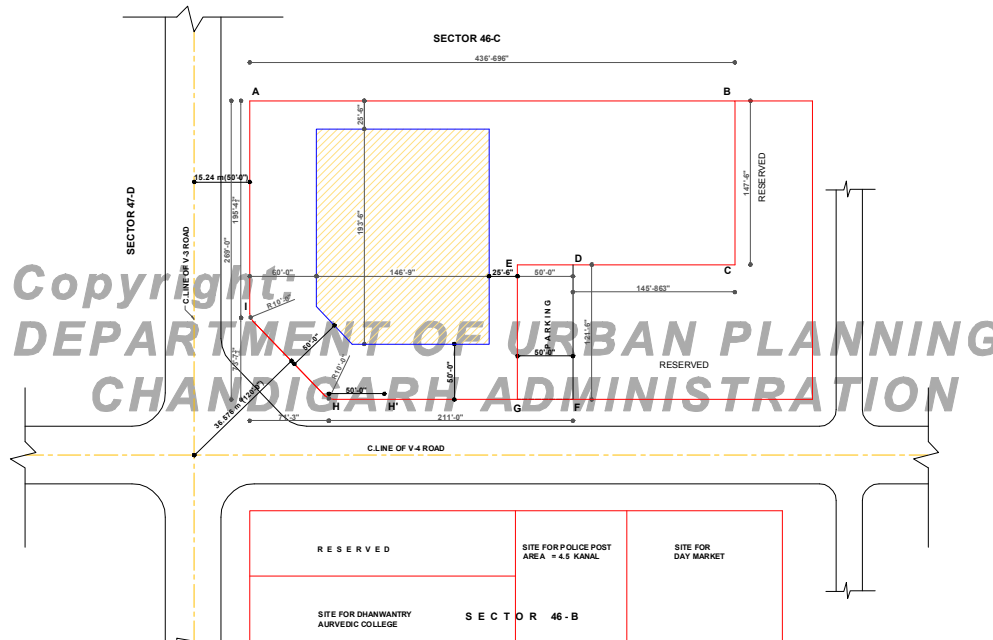 SECTOR 46-C
436'-696"
A
B
25'-6"
147'-6"
RESERVED
15.24 m(50'-0")
SECTOR 47-D
C.LINE OF V-3 ROAD
269'-0"
193'-6"
E
D
C
60'-0"
146'-9"
25'-6"
50'-0"
145'-863"
I
PARKING
121'-6"
50'-0"
50'-0"
R10'-0"
50'-0"
50'-0"
RESERVED
36.576 m (120'-0")
H
H'
G
F
71'-3"
211'-0"
C.LINE OF V-4 ROAD
Copyright:
DEPARTMENT OF URBAN PLANNING
CHANDIGARH ADMINISTRATION
RESERVED
SITE FOR POLICE POST
AREA = 4.5 KANAL
SITE FOR
DAY MARKET
SITE FOR DHANWANTRY
AURVEDIC COLLEGE
SECTOR 46-B